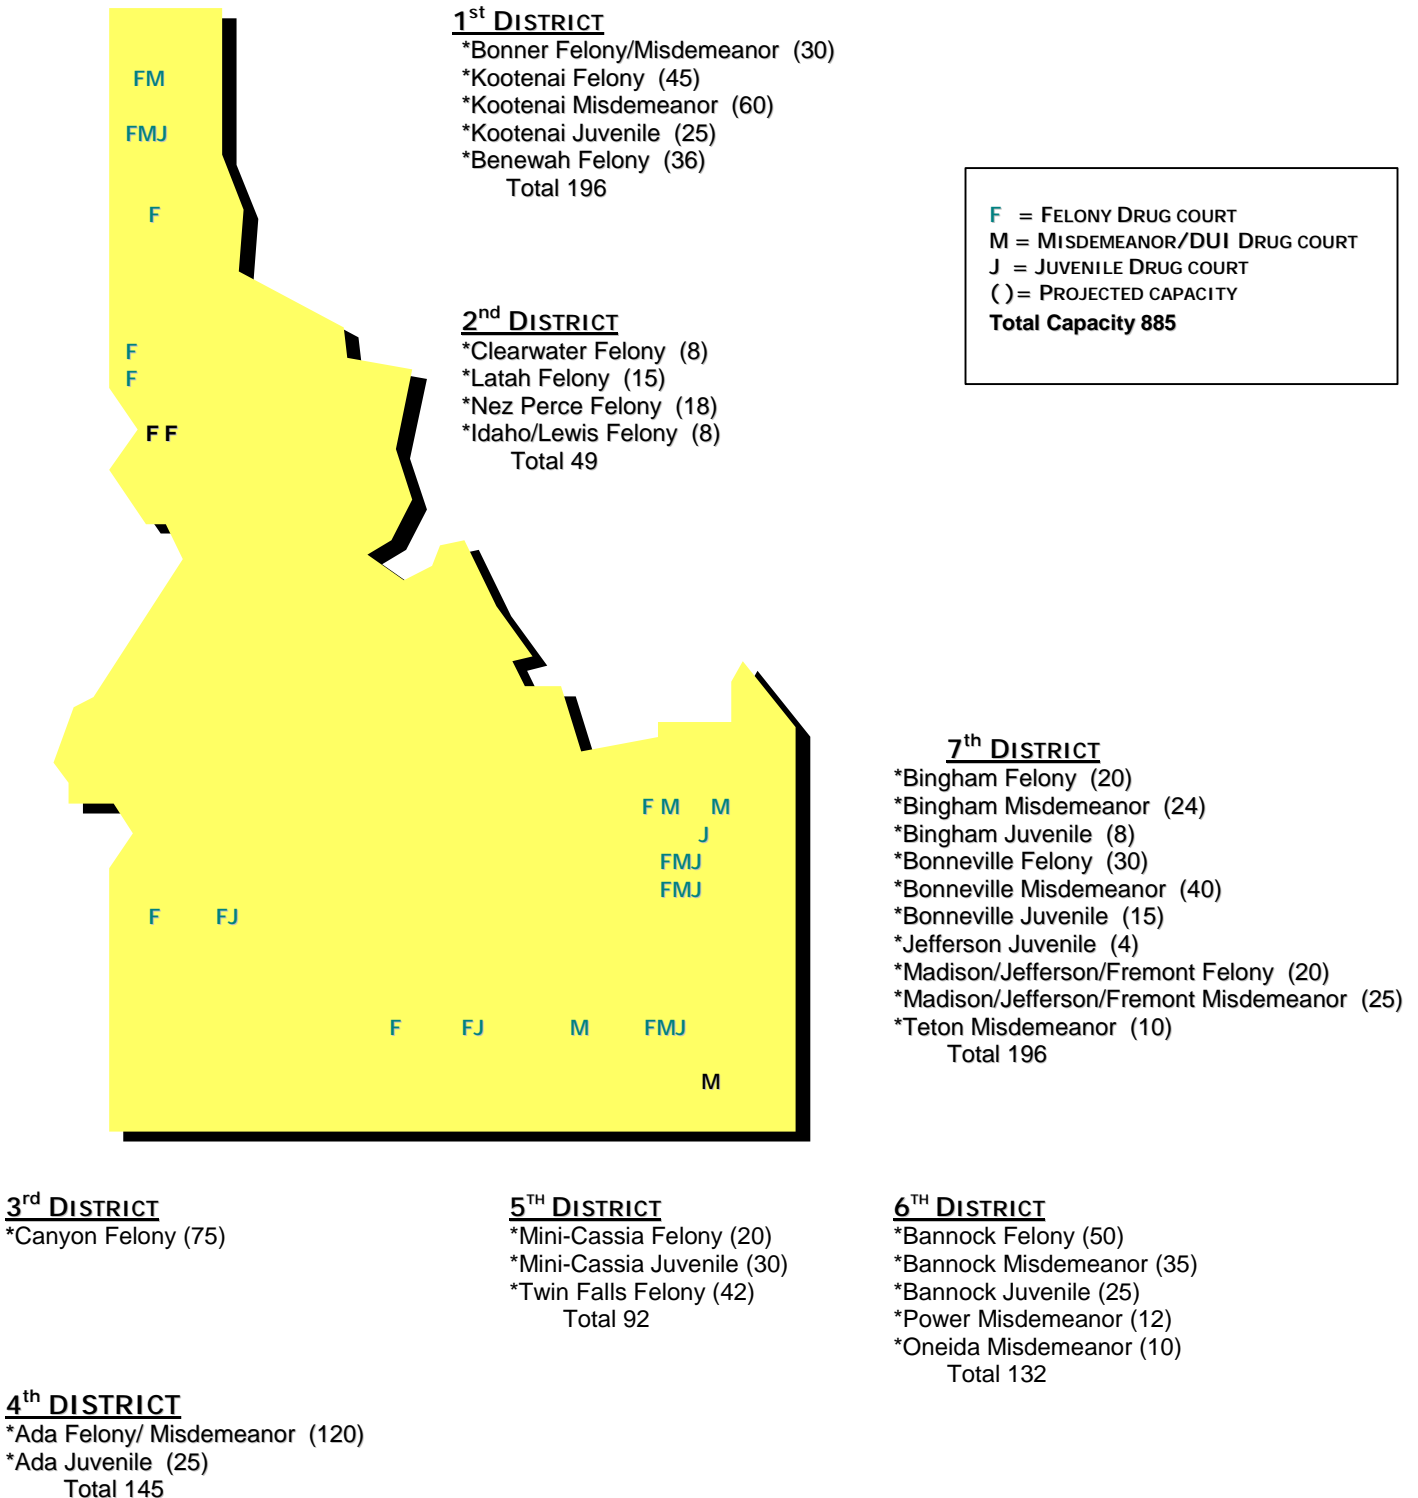 1st DISTRICT
*Bonner Felony/Misdemeanor (30)
*Kootenai Felony (45)
*Kootenai Misdemeanor (60)
*Kootenai Juvenile (25)
*Benewah Felony (36)
Total 196
FM
FMJ
F
F = FELONY DRUG COURT
M = MISDEMEANOR/DUI DRUG COURT
J = JUVENILE DRUG COURT
( )= PROJECTED CAPACITY
Total Capacity 885
2nd DISTRICT
*Clearwater Felony (8)
*Latah Felony (15)
*Nez Perce Felony (18)
*Idaho/Lewis Felony (8)
Total 49
F
F
F F
7th DISTRICT
*Bingham Felony (20)
*Bingham Misdemeanor (24)
*Bingham Juvenile (8)
*Bonneville Felony (30)
*Bonneville Misdemeanor (40)
*Bonneville Juvenile (15)
*Jefferson Juvenile (4)
*Madison/Jefferson/Fremont Felony (20)
*Madison/Jefferson/Fremont Misdemeanor (25)
*Teton Misdemeanor (10)
Total 196
F M M
J
FMJ
FMJ
F FJ
F FJ M FMJ
M
3rd DISTRICT
*Canyon Felony (75)
5TH DISTRICT
*Mini-Cassia Felony (20)
*Mini-Cassia Juvenile (30)
*Twin Falls Felony (42)
Total 92
6TH DISTRICT
*Bannock Felony (50)
*Bannock Misdemeanor (35)
*Bannock Juvenile (25)
*Power Misdemeanor (12)
*Oneida Misdemeanor (10)
Total 132
4th DISTRICT
*Ada Felony/ Misdemeanor (120)
*Ada Juvenile (25)
Total 145